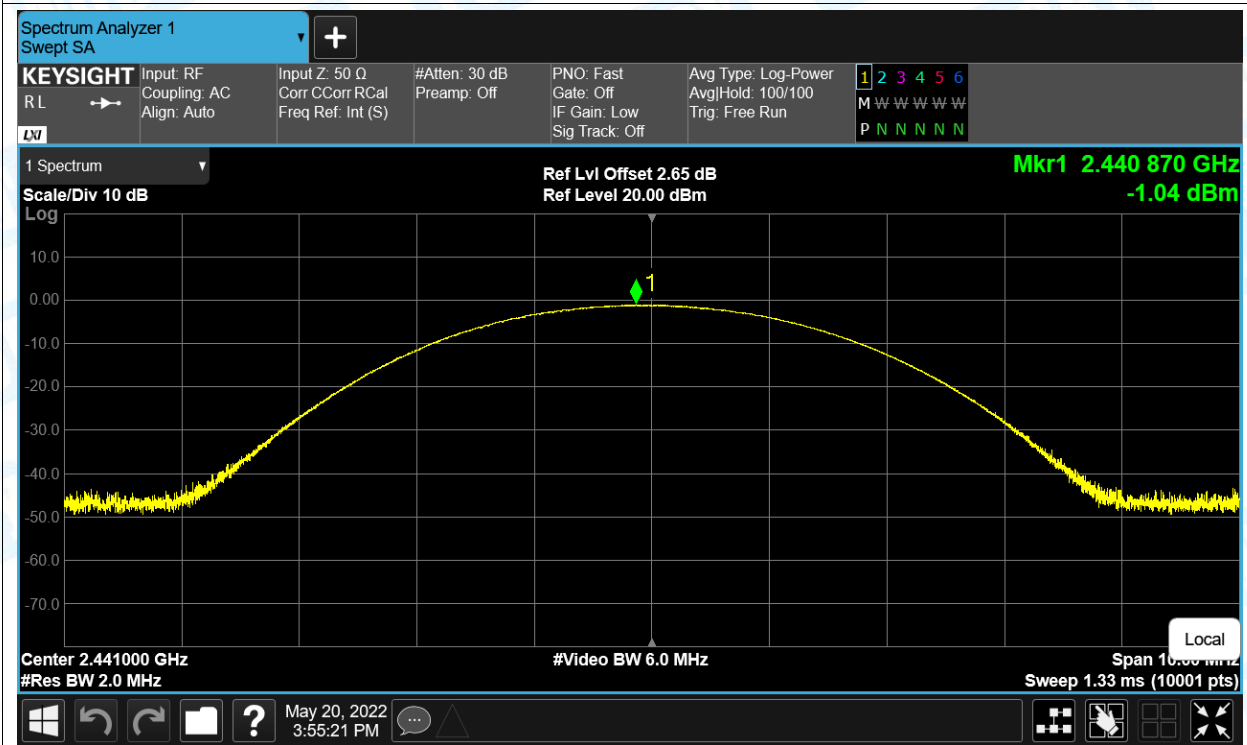 Spectrum Analyzer 1
Swept SA
KEYSIGHT
R L
LXI
Input: RF
Coupling: AC
Align: Auto
Input Z: 50 Ω
Corr CCorr RCal
Freq Ref: Int (S)
#Atten: 30 dB
Preamp: Off
PNO: Fast
Gate: Off
IF Gain: Low
Sig Track: Off
Avg Type: Log-Power
Avg|Hold: 100/100
Trig: Free Run
1 2 3 4 5 6
M W W W W W
P N N N N N
1 Spectrum
Scale/Div 10 dB
Log
Ref Lvl Offset 2.65 dB
Ref Level 20.00 dBm
Mkr1 2.440 870 GHz
-1.04 dBm
10.0
0.00
-10.0
-20.0
-30.0
-40.0
-50.0
-60.0
-70.0
1
Local
Center 2.441000 GHz
#Res BW 2.0 MHz
#Video BW 6.0 MHz
Span 10.00 MHz
Sweep 1.33 ms (10001 pts)
?
May 20, 2022
3:55:21 PM